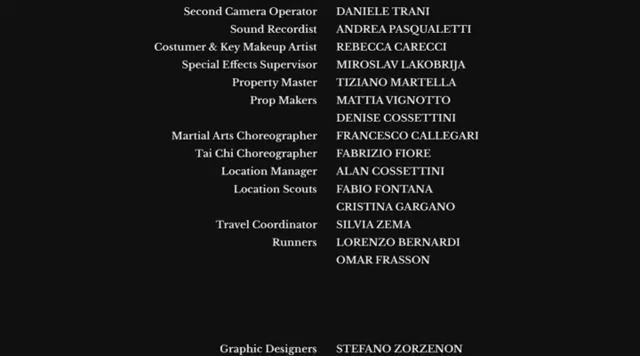 Second Camera Operator DANIELE TRANI
Sound Recordist ANDREA PASQUALETTI
Costumer & Key Makeup Artist REBECCA CARECCI
Special Effects Supervisor MIROSLAV LAKOBRIJA
Property Master TIZIANO MARTELLA
Prop Makers MATTIA VIGNOTTO
DENISE COSSETTINI
Martial Arts Choreographer FRANCESCO CALLEGARI
Tai Chi Choreographer FABRIZIO FIORE
Location Manager ALAN COSSETTINI
Location Scouts FABIO FONTANA
CRISTINA GARGANO
Travel Coordinator SILVIA ZEMA
Runners LORENZO BERNARDI
OMAR FRASSON
Graphic Designers STEFANO ZORZENON